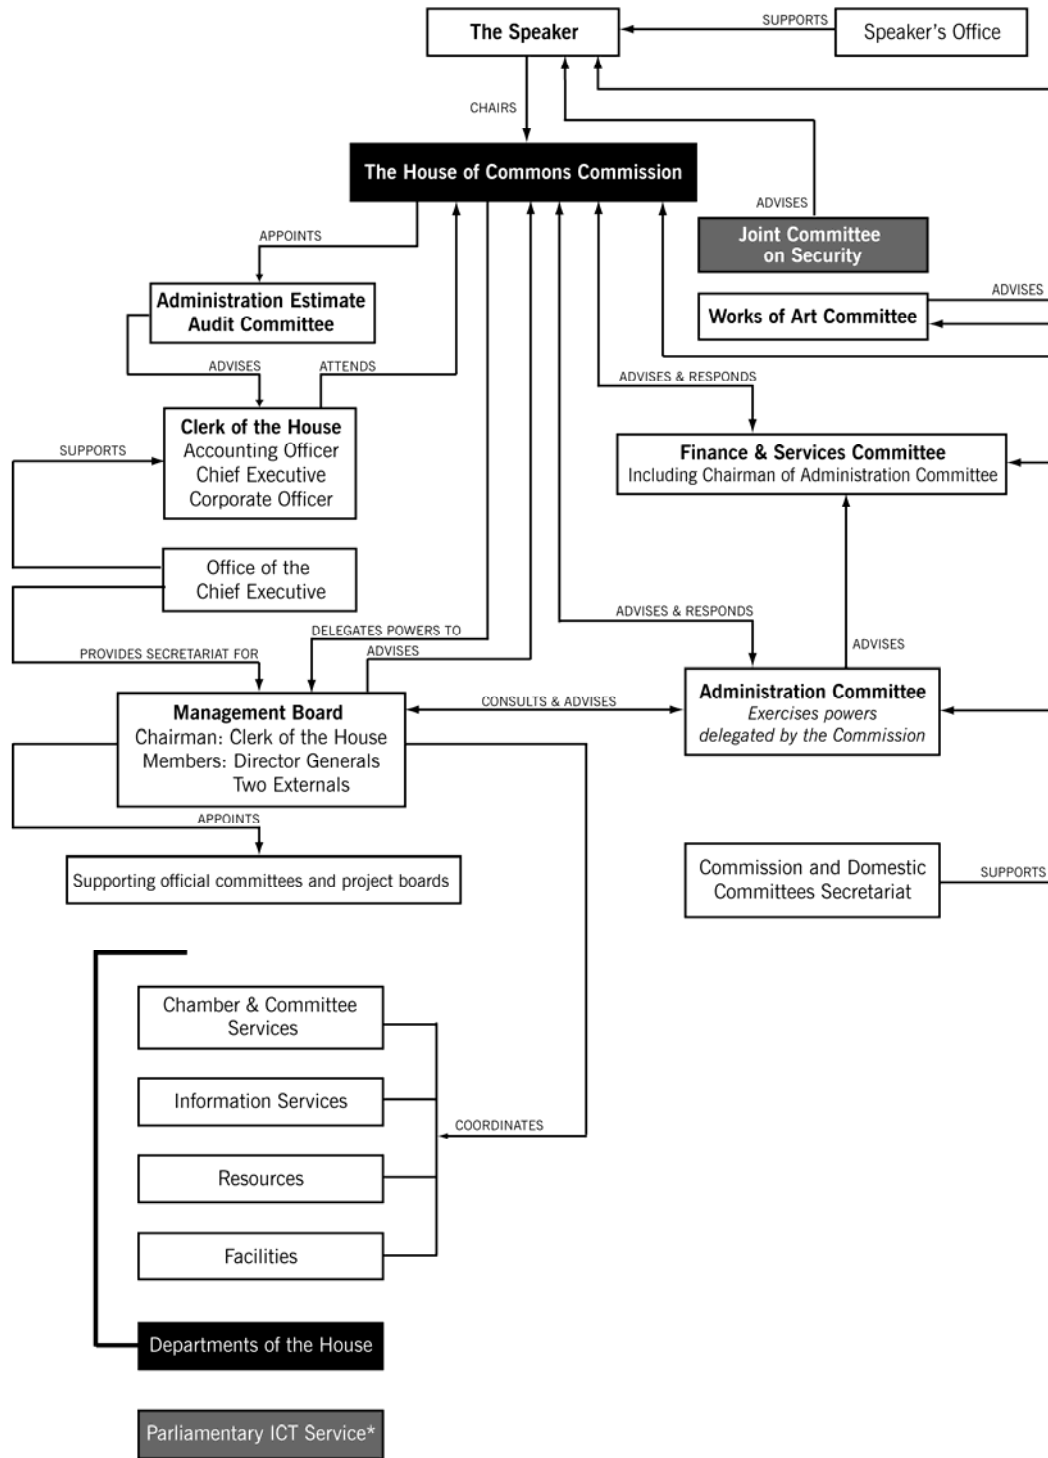 The Speaker
SUPPORTS
Speaker's Office
CHAIRS
The House of Commons Commission
ADVISES
Joint Committee
on Security
APPOINTS
Administration Estimate
Audit Committee
Works of Art Committee
ADVISES
ADVISES
ATTENDS
ADVISES & RESPONDS
Clerk of the House
Accounting Officer
Chief Executive
Corporate Officer
SUPPORTS
Finance & Services Committee
Including Chairman of Administration Committee
Office of the
Chief Executive
DELEGATES POWERS TO
ADVISES & RESPONDS
PROVIDES SECRETARIAT FOR
ADVISES
ADVISES
Management Board
Chairman: Clerk of the House
Members: Director Generals
Two Externals
CONSULTS & ADVISES
Administration Committee
Exercises powers
delegated by the Commission
APPOINTS
Supporting official committees and project boards
Commission and Domestic
Committees Secretariat
SUPPORTS
Chamber & Committee
Services
Information Services
COORDINATES
Resources
Facilities
Departments of the House
Parliamentary ICT Service*